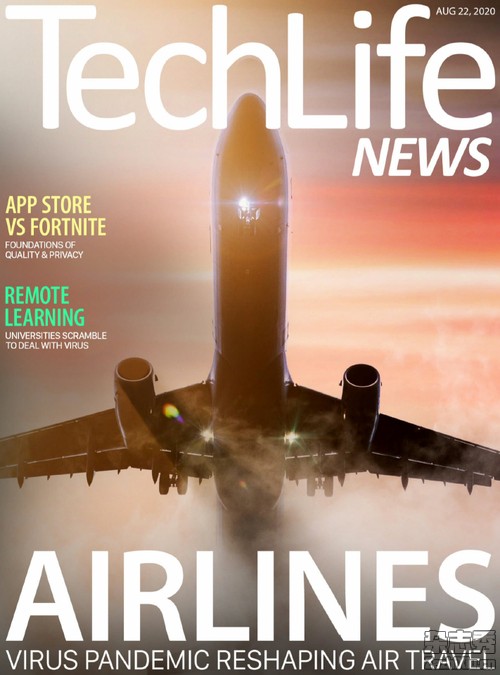 AUG 22, 2020
TechLife
NEWS
APP STORE
VS FORTNITE
FOUNDATIONS OF
QUALITY & PRIVACY
REMOTE
LEARNING
UNIVERSITIES SCRAMBLE
TO DEAL WITH VIRUS
AIRLINES
VIRUS PANDEMIC RESHAPING AIR TRAVEL